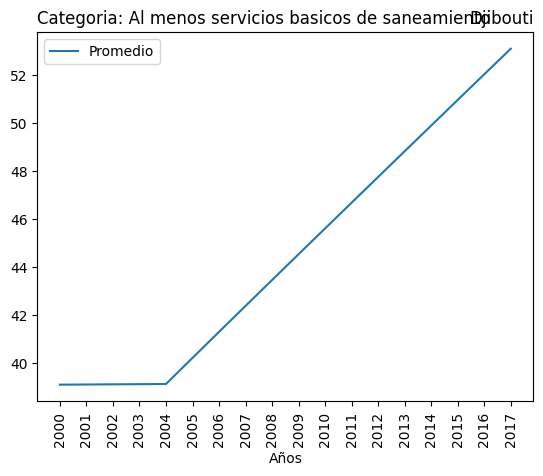 Categoria: Al menos servicios basicos de saneamiento
Djibouti
Promedio
52
50
48
46
44
42
40
2000 2001 2002 2003 2004 2005 2006 2007 2008 2009 2010 2011 2012 2013 2014 2015 2016 2017
Años